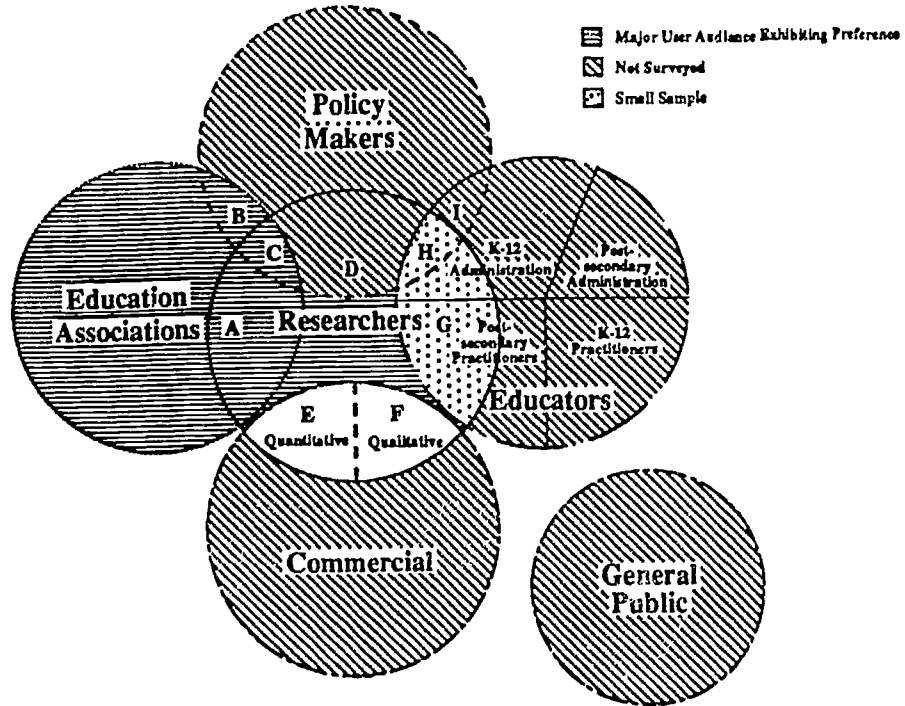 Major User Audience Exhibiting Preference
Not Surveyed
Small Sample
Policy
Makers
B
C
D
I
H
K-12
Administration
Post-
secondary
Administration
Education
Associations
A
Researchers
G
Post-
secondary
Practitioners
K-12
Practitioners
Educators
E
Quantitative
F
Qualitative
Commercial
General
Public